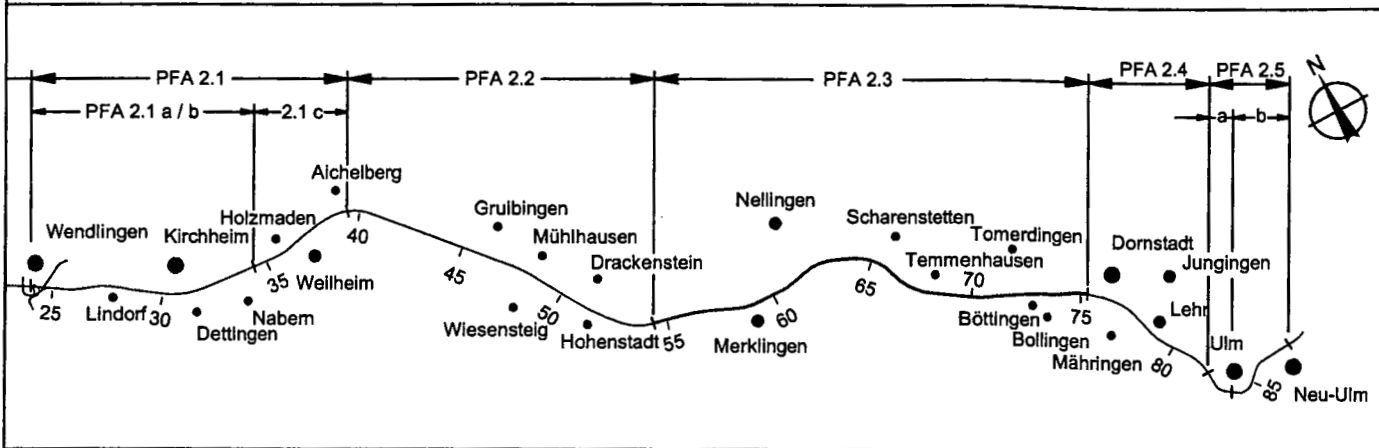 PFA 2.1
PFA 2.2
PFA 2.3
PFA 2.4
PFA 2.5
N
PFA 2.1 a / b
2.1 c
a
b
Aichelberg
Wendlingen
Kirchheim
Holzmaden
Weilheim
Lindorf
Dettingen
Nabern
25
30
35
40
Gruibingen
Mühlhausen
Drackenstein
Wiesensteig
Hohenstadt
45
50
55
Nellingen
Merklingen
Scharenstetten
Temmenhausen
Tomerdingen
60
65
70
75
Böttingen
Bollingen
Mähringen
Dornstadt
Jungingen
Lehr
80
Ulm
85
Neu-Ulm